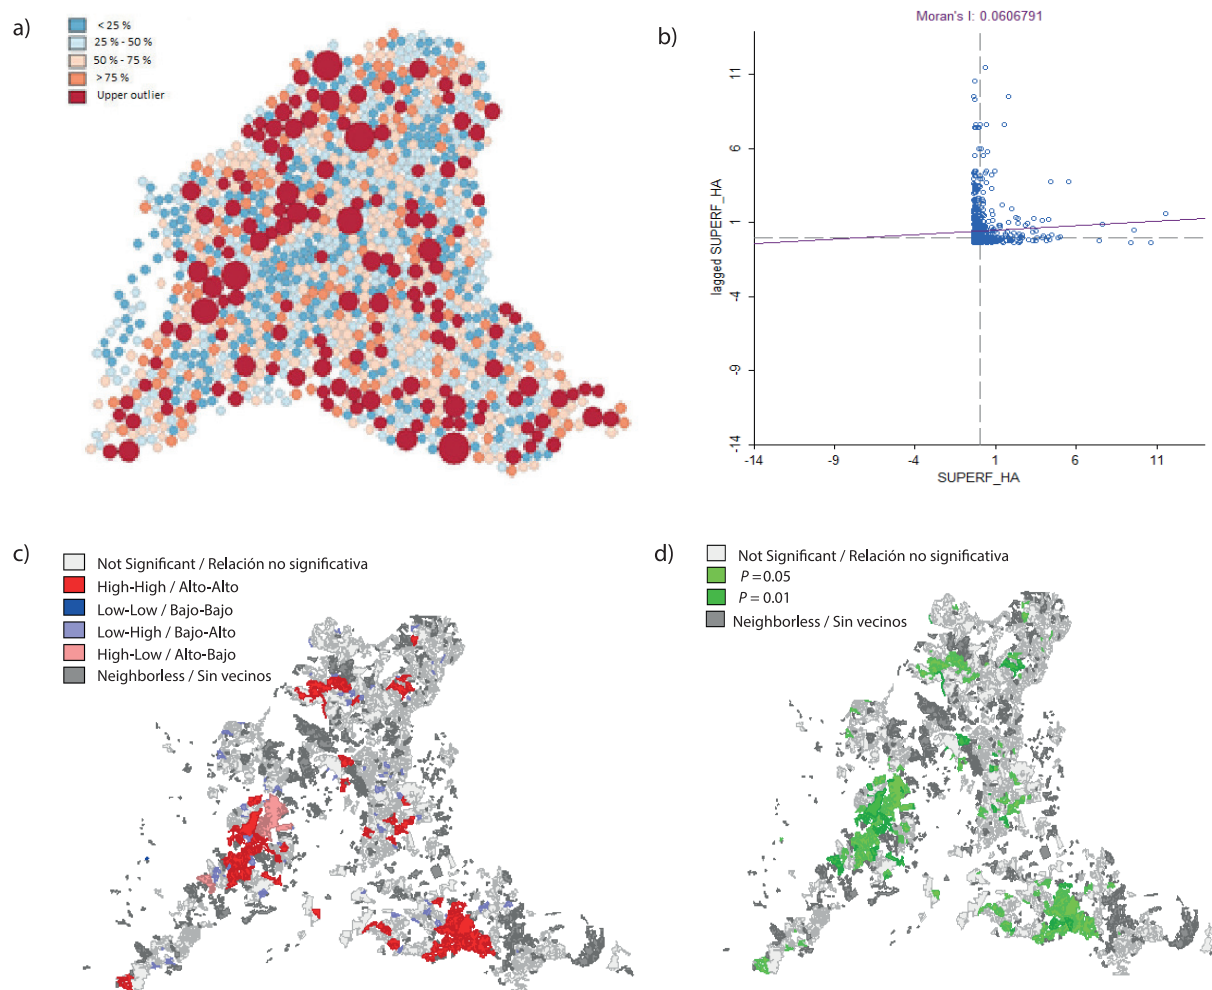 a)
< 25 %
25 % - 50 %
50 % - 75 %
> 75 %
Upper outlier
b)
Moran's I: 0.0606791
11
6
1
-4
-9
-14
lagged SUPERF_HA
-14
-9
-4
1
6
11
SUPERF_HA
c)
Not Significant / Relación no significativa
High-High / Alto-Alto
Low-Low / Bajo-Bajo
Low-High / Bajo-Alto
High-Low / Alto-Bajo
Neighborless / Sin vecinos
d)
Not Significant / Relación no significativa
P = 0.05
P = 0.01
Neighborless / Sin vecinos